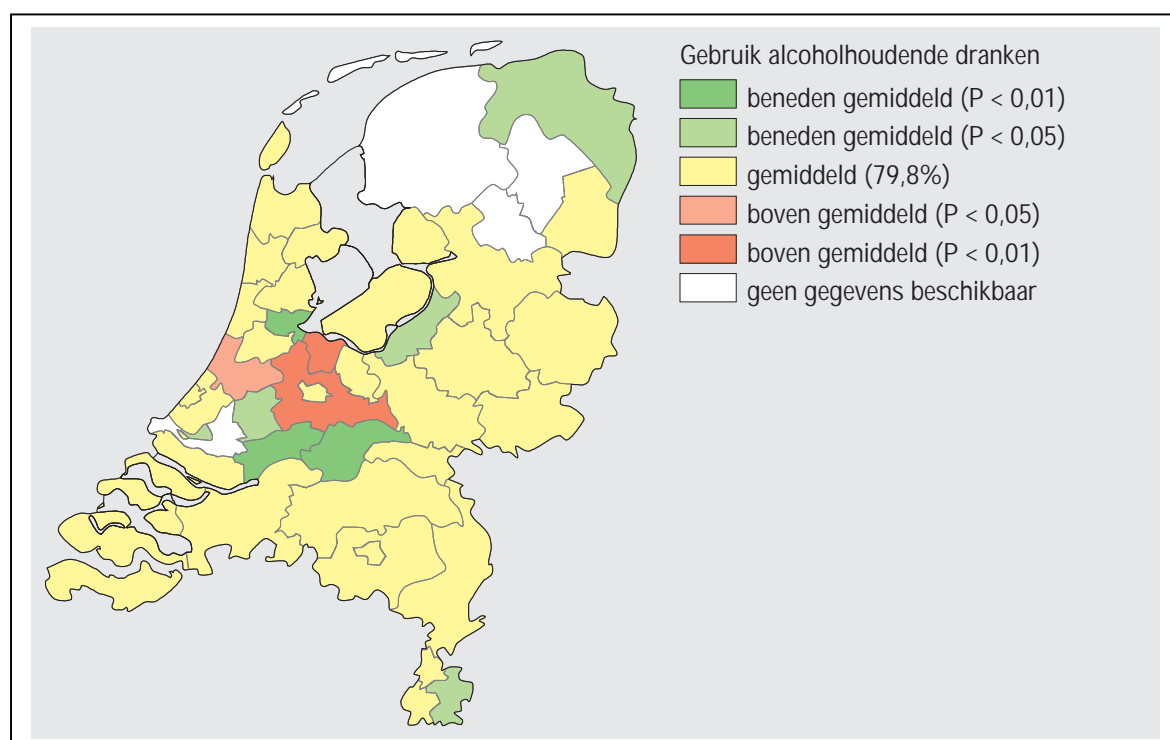 Gebruik alcoholhoudende dranken
beneden gemiddeld (P < 0,01)
beneden gemiddeld (P < 0,05)
gemiddeld (79,8%)
boven gemiddeld (P < 0,05)
boven gemiddeld (P < 0,01)
geen gegevens beschikbaar